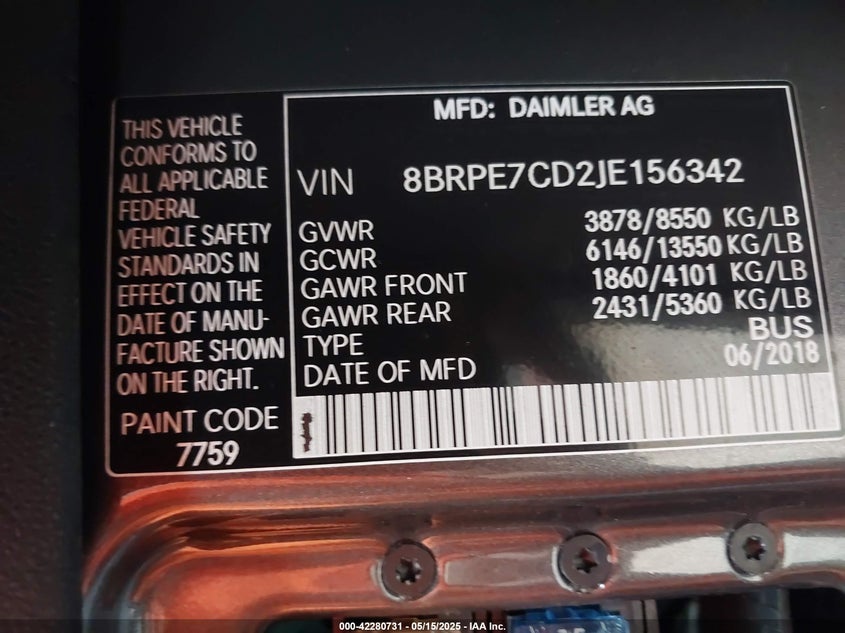 THIS VEHICLE
CONFORMS TO
ALL APPLICABLE
FEDERAL
VEHICLE SAFETY
STANDARDS IN
EFFECT ON THE
DATE OF MANU-
FACTURE SHOWN
ON THE RIGHT.
PAINT CODE
7759
MFD: DAIMLER AG
VIN 8BRPE7CD2JE156342
GVWR 3878/8550 KG/LB
GCWR 6146/13550 KG/LB
GAWR FRONT 1860/4101 KG/LB
GAWR REAR 2431/5360 KG/LB
TYPE BUS
DATE OF MFD 06/2018
000-42280731 - 05/15/2025 - IAA Inc.